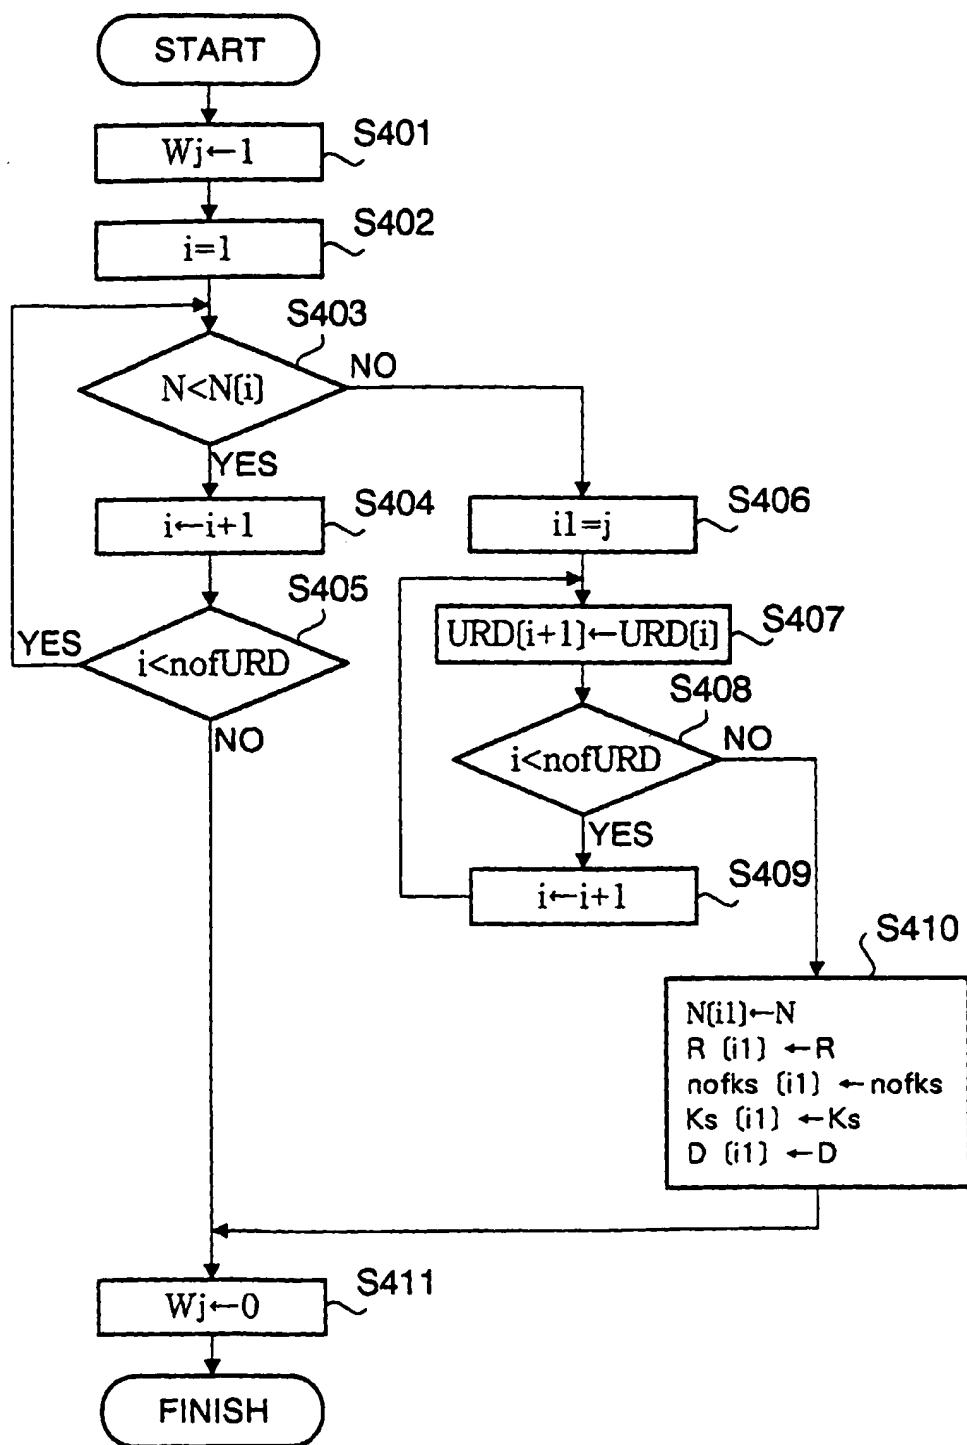 START
S401
Wj←1
S402
i=1
S403
N<N[i]
NO
YES
S404
i←i+1
S405
YES
i<nofURD
NO
S406
i1=j
S407
URD[i+1]←URD[i]
S408
i<nofURD
NO
YES
S409
i←i+1
S410
N[i1]←N
R [i1] ←R
nofks [i1] ←nofks
Ks [i1] ←Ks
D [i1] ←D
S411
Wj←0
FINISH